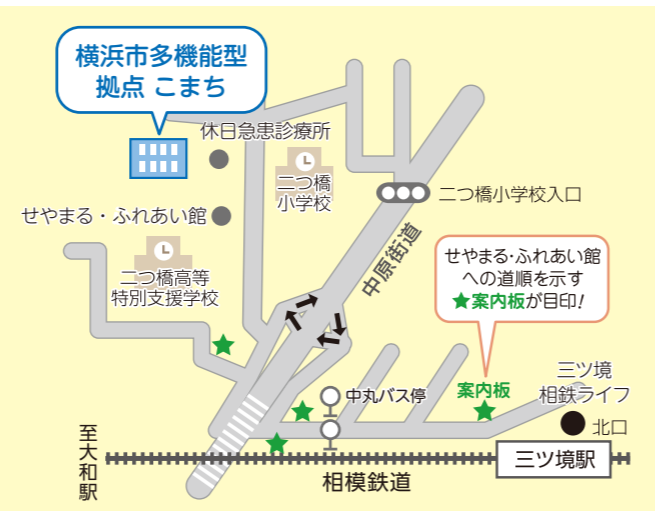 横浜市多機能型
拠点 こまち
休日急患診療所
二つ橋
小学校
二つ橋小学校入口
せやまる・ふれあい館
中原街道
せやまる・ふれあい館
への道順を示す
★案内板が目印!
二つ橋高等
特別支援学校
中丸バス停
案内板
三ツ境
相鉄ライフ
北口
至大和駅
三ツ境駅
相模鉄道